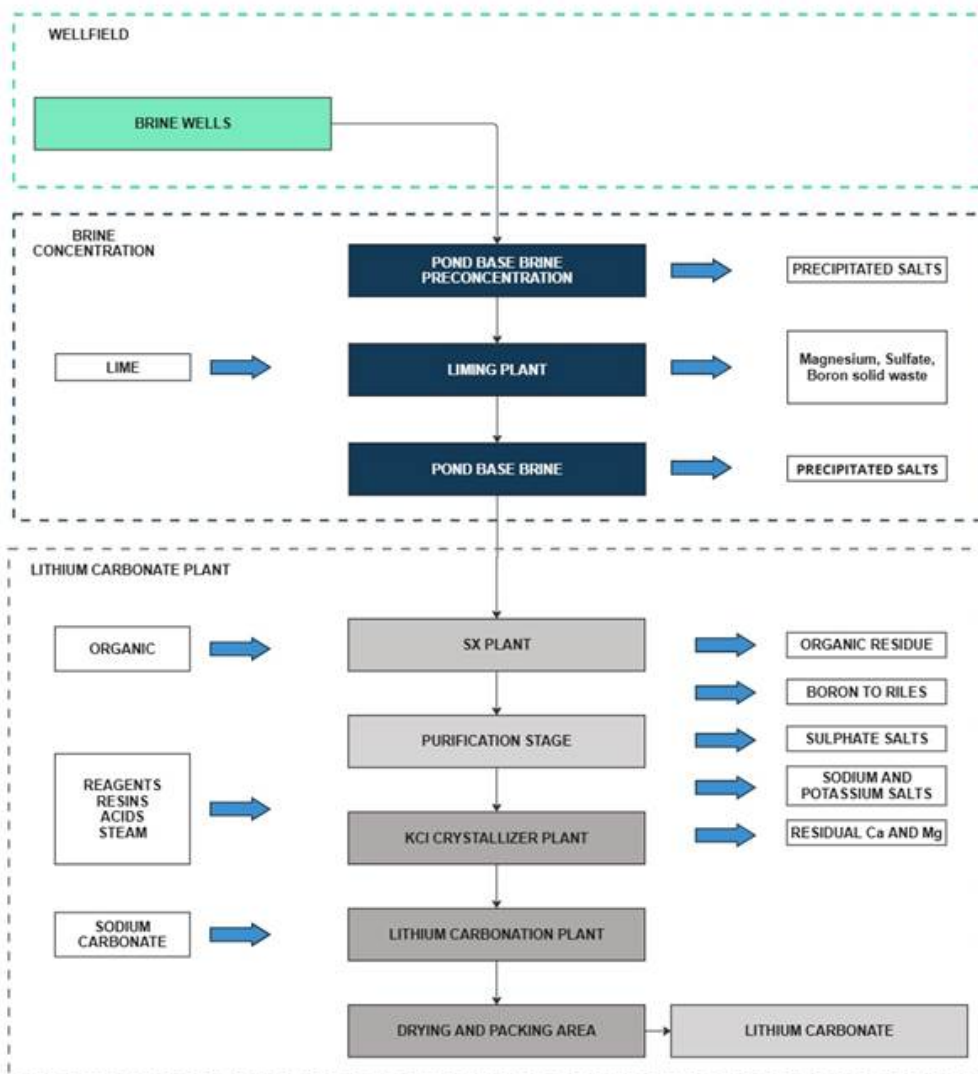 WELLFIELD
BRINE WELLS
BRINE
CONCENTRATION
POND BASE BRINE
PRECONCENTRATION
PRECIPITATED SALTS
LIME
LIMING PLANT
Magnesium, Sulfate,
Boron solid waste
POND BASE BRINE
PRECIPITATED SALTS
LITHIUM CARBONATE PLANT
ORGANIC
SX PLANT
ORGANIC RESIDUE
BORON TO RILES
PURIFICATION STAGE
SULPHATE SALTS
REAGENTS
RESINS
ACIDS
STEAM
SODIUM AND
POTASSIUM SALTS
KCI CRYSTALLIZER PLANT
RESIDUAL Ca AND Mg
SODIUM
CARBONATE
LITHIUM CARBONATION PLANT
DRYING AND PACKING AREA
LITHIUM CARBONATE